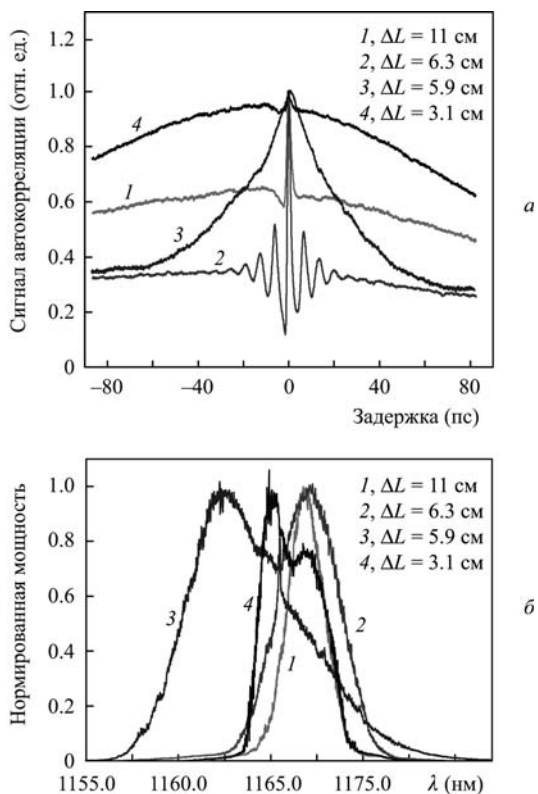 1.2
1.0
0.8
0.6
0.4
0.2
0
Сигнал автокорреляции (отн. ед.)
1, ΔL = 11 см
2, ΔL = 6.3 см
3, ΔL = 5.9 см
4, ΔL = 3.1 см
4
1
3
2
а
−80 −40 0 40 80
Задержка (пс)
1.0
0.8
0.6
0.4
0.2
0
Нормированная мощность
1, ΔL = 11 см
2, ΔL = 6.3 см
3, ΔL = 5.9 см
4, ΔL = 3.1 см
3
4
2
1
б
1155.0 1160.0 1165.0 1175.0 λ (нм)